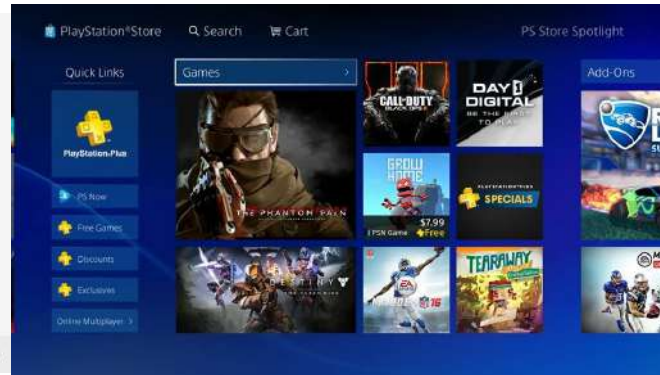 PlayStation®Store
Search
Cart
PS Store Spotlight
Quick Links
Games
Add-Ons
PlayStation Plus
PS Now
Free Games
Discounts
Exclusives
Online Multiplayer
THE PHANTOM PAIN
CALL OF DUTY
BLACK OPS
DAY 1
DIGITAL
BE THE FIRST
TO PLAY
GROW
HOME
$7.99
PSN Game
Free
SPECIALS
DESTINY
EA
NFL 16
TEARAWAY
EA